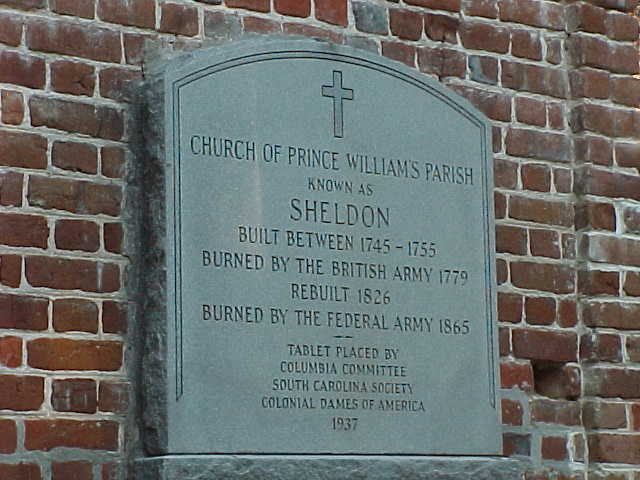 CHURCH OF PRINCE WILLIAM'S PARISH
KNOWN AS
SHELDON
BUILT BETWEEN 1745 - 1755
BURNED BY THE BRITISH ARMY 1779
REBUILT 1826
BURNED BY THE FEDERAL ARMY 1865
TABLET PLACED BY
COLUMBIA COMMITTEE
SOUTH CAROLINA SOCIETY
COLONIAL DAMES OF AMERICA
1937